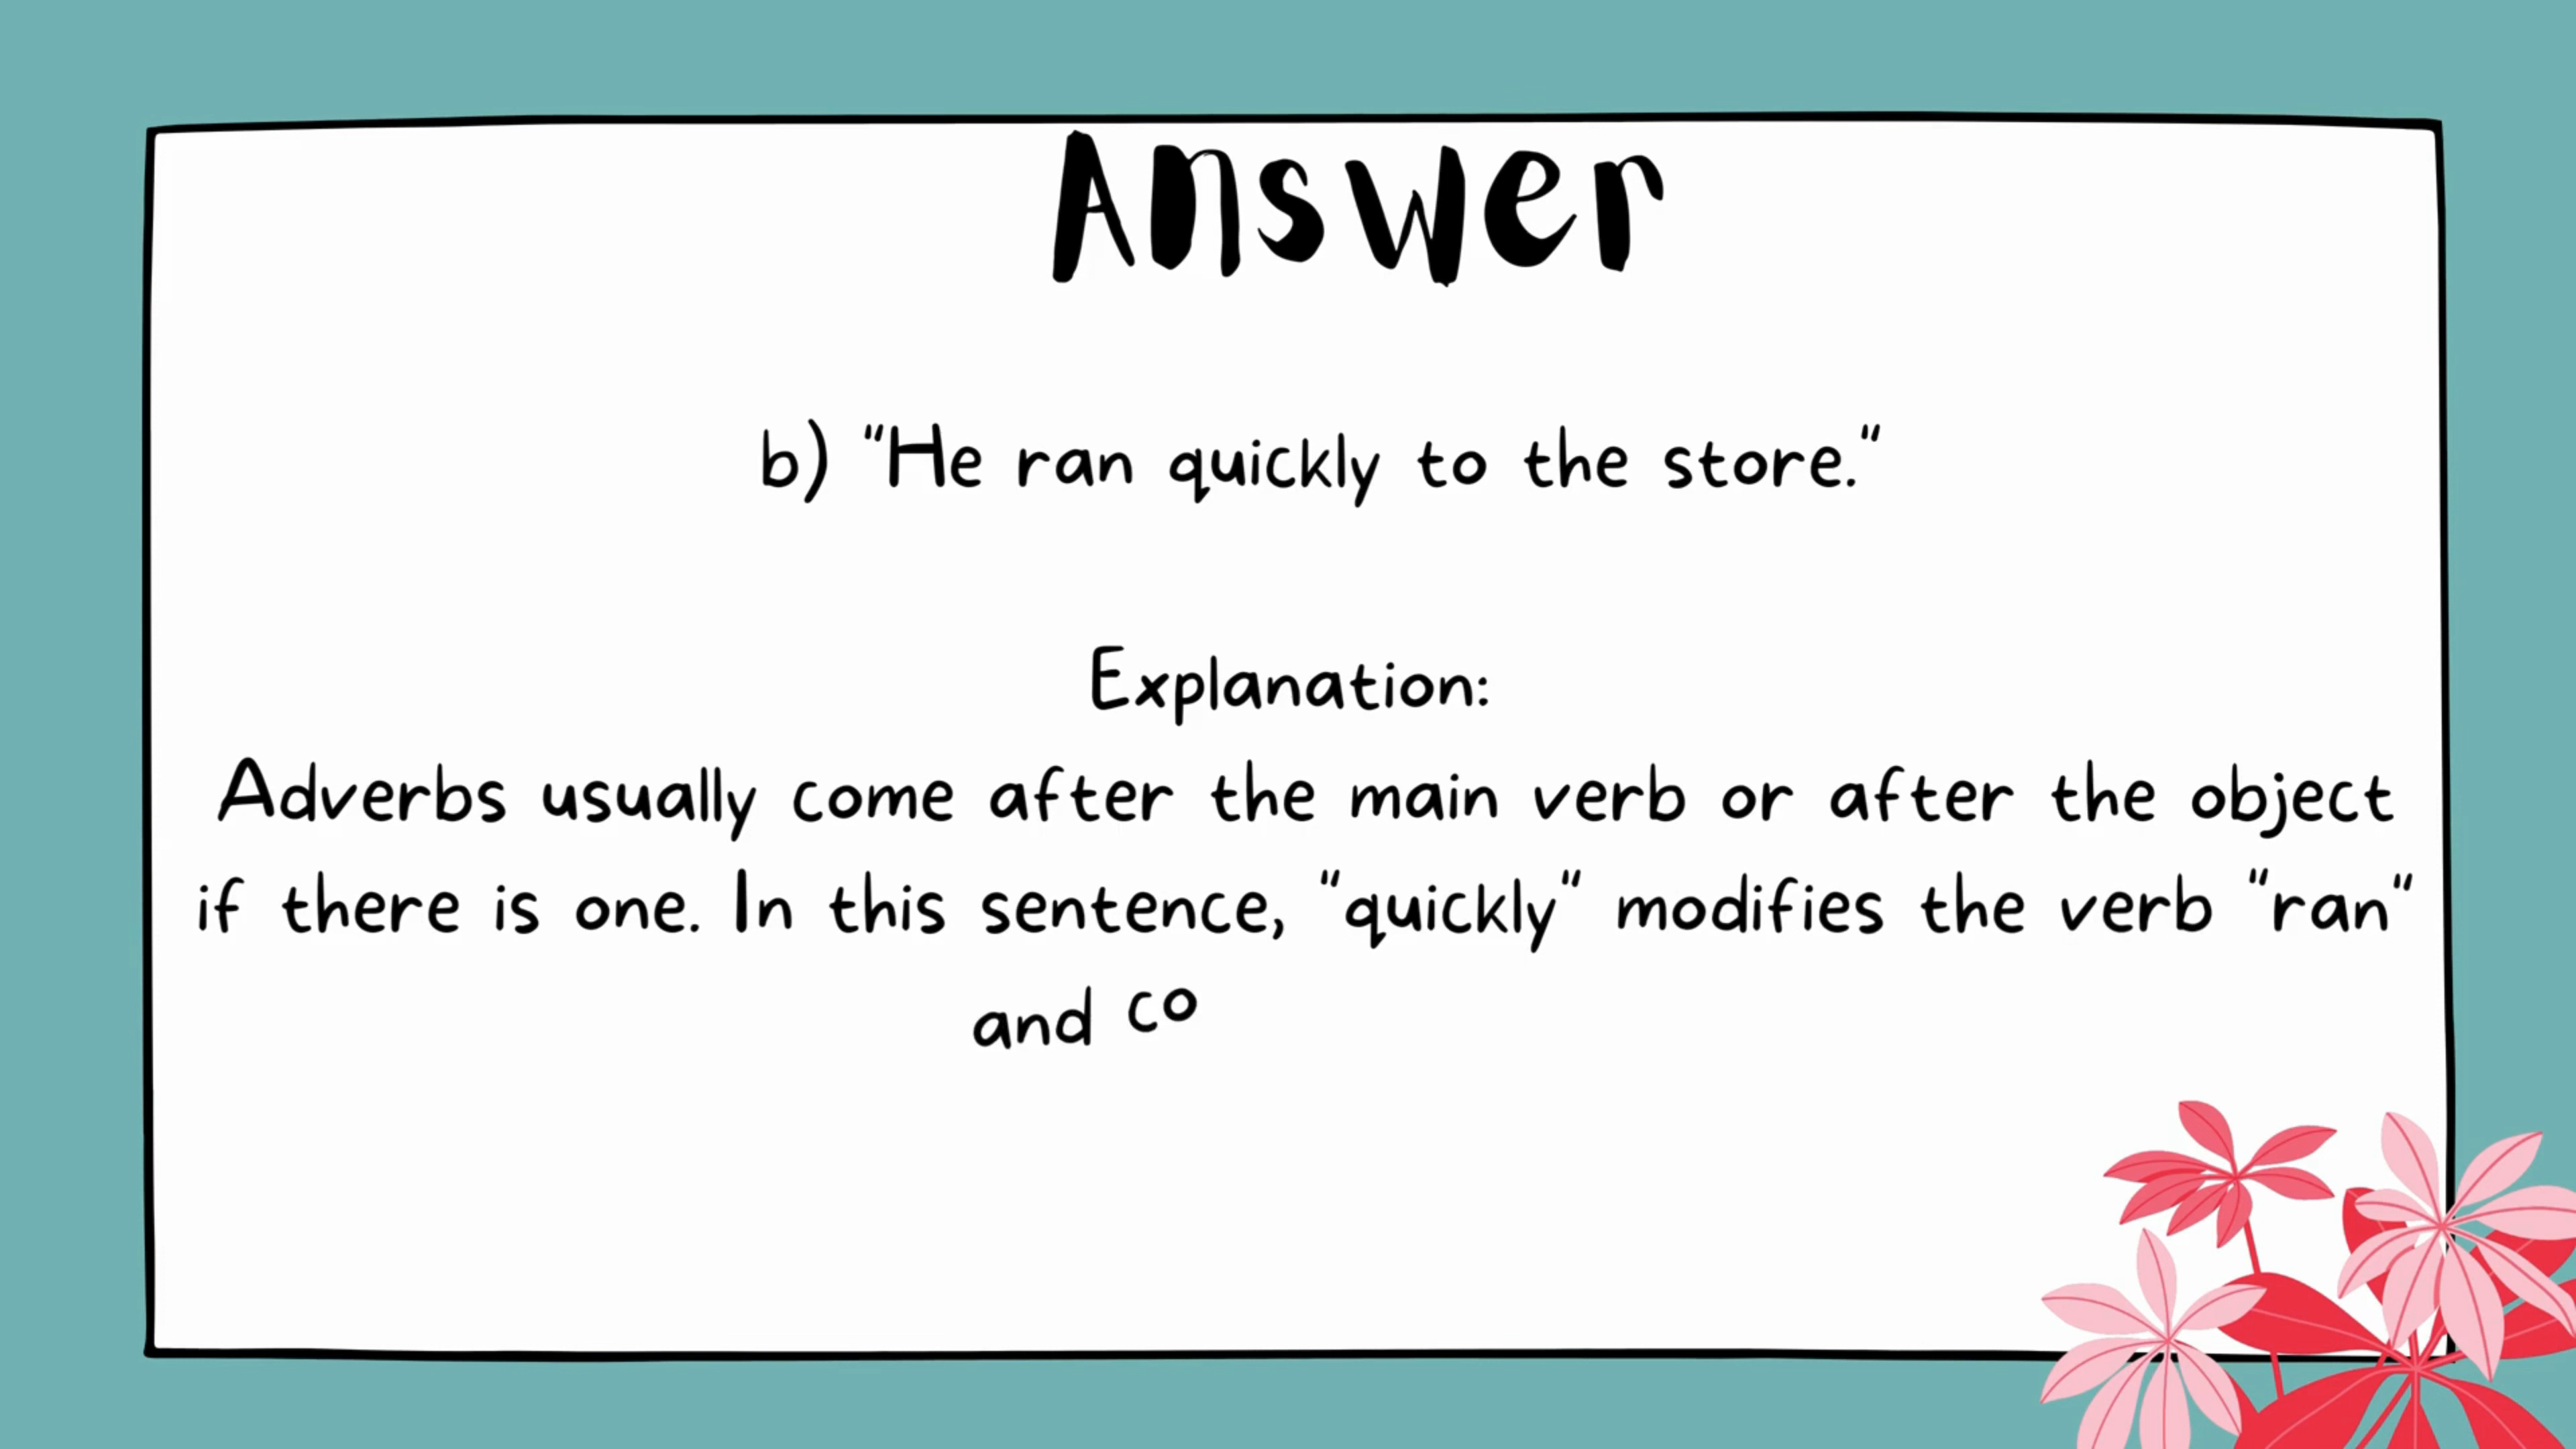 Answer
b) "He ran quickly to the store."
Explanation:
Adverbs usually come after the main verb or after the object
if there is one. In this sentence, "quickly" modifies the verb "ran"
and co